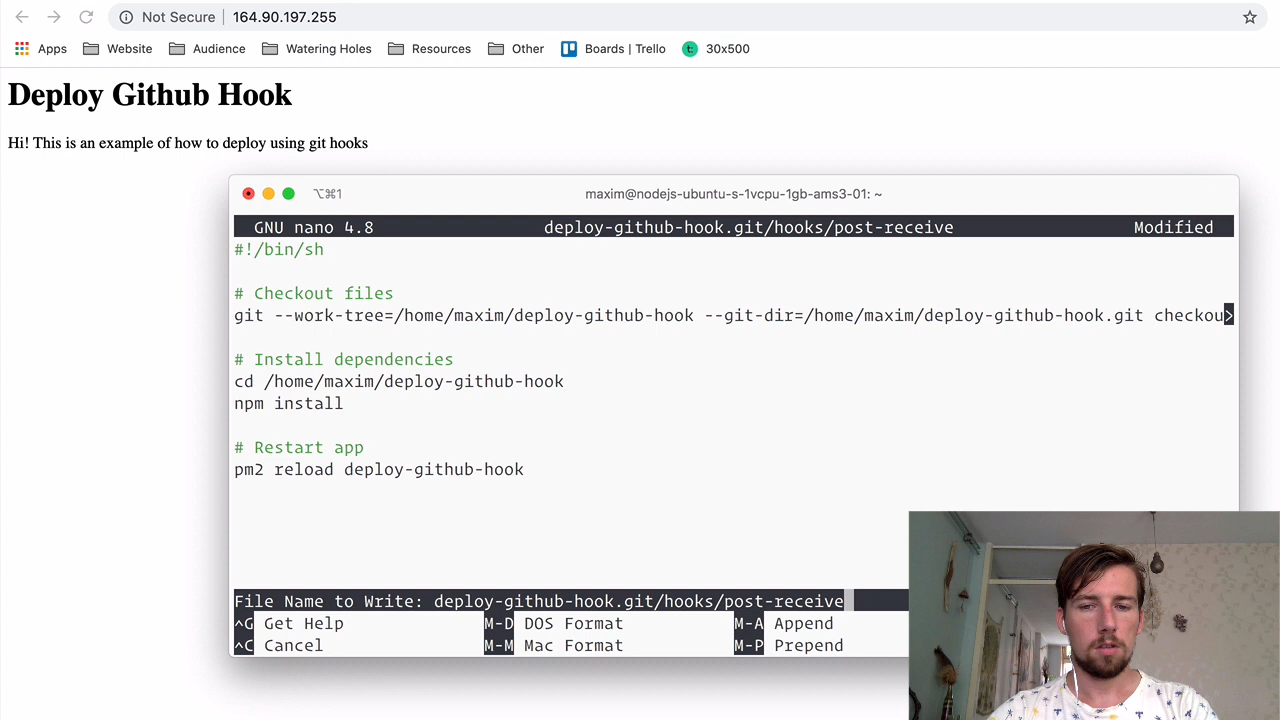 Not Secure | 164.90.197.255
Apps Website Audience Watering Holes Resources Other Boards | Trello t: 30x500
Deploy Github Hook
Hi! This is an example of how to deploy using git hooks
⌥⌘1 maxim@nodejs-ubuntu-s-1vcpu-1gb-ams3-01: ~
GNU nano 4.8 deploy-github-hook.git/hooks/post-receive Modified
#!/bin/sh
# Checkout files
git --work-tree=/home/maxim/deploy-github-hook --git-dir=/home/maxim/deploy-github-hook.git checkou>
# Install dependencies
cd /home/maxim/deploy-github-hook
npm install
# Restart app
pm2 reload deploy-github-hook
File Name to Write: deploy-github-hook.git/hooks/post-receive
^G Get Help M-D DOS Format M-A Append
^C Cancel M-M Mac Format M-P Prepend